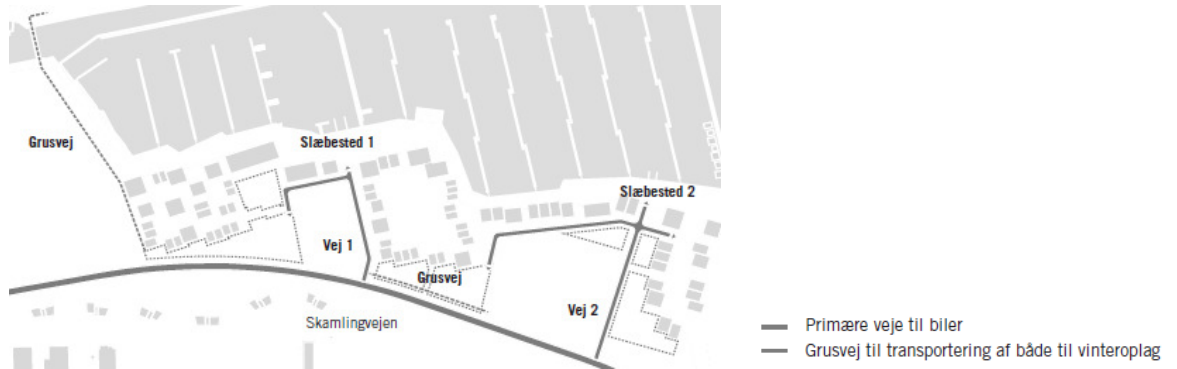 Grusvej
Slæbested 1
Slæbested 2
Vej 1
Grusvej
Vej 2
Skamlingvejen
Primære veje til biler
Grusvej til transportering af både til vinteroplag